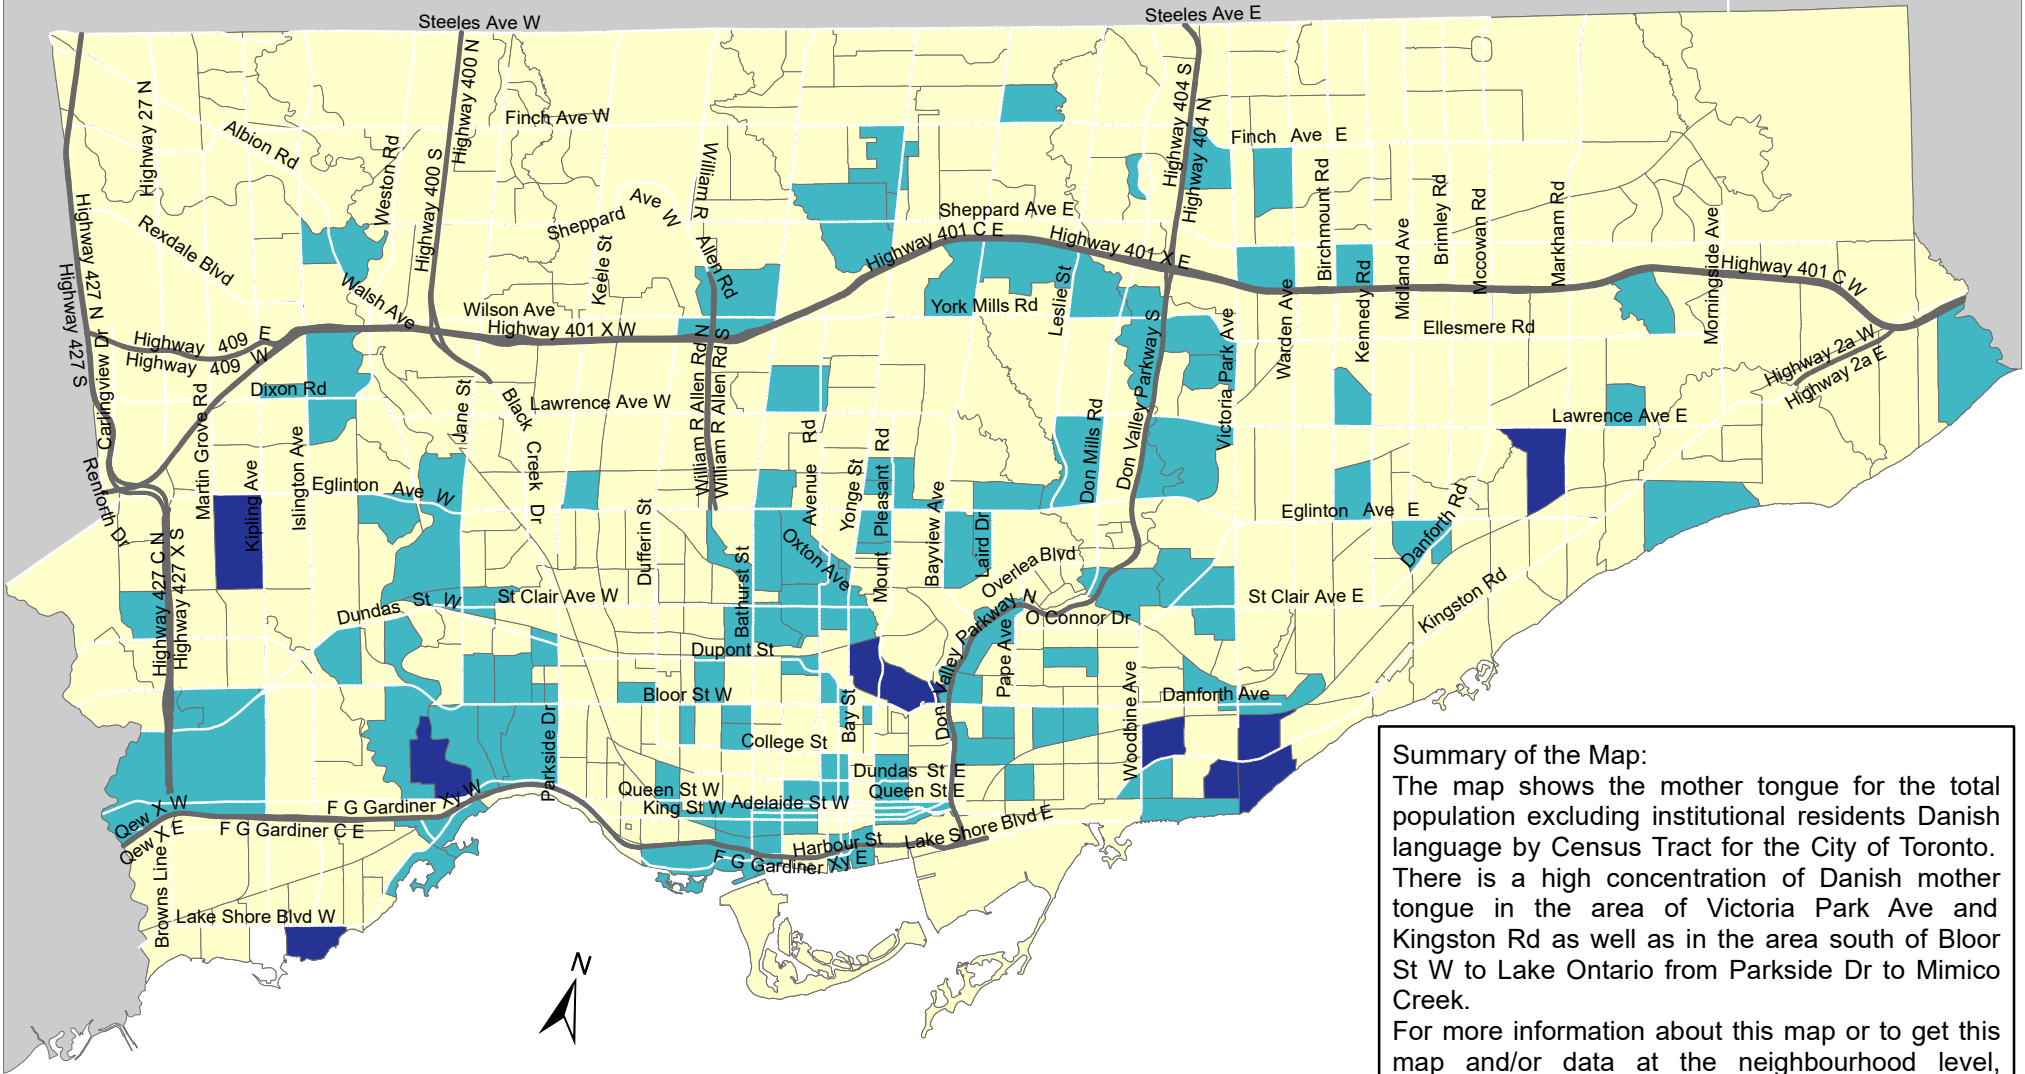 Steeles Ave W
Steeles Ave E
Highway 27 N
Albion Rd
Weston Rd
Highway 400 N
Highway 400 S
Finch Ave W
William R
Allen Rd
Highway 404 S
Highway 404 N
Finch Ave E
Birchmount Rd
Brimley Rd
Mccowan Rd
Markham Rd
Midland Ave
Morningside Ave
Highway 427 N
Highway 427 S
Rexdale Blvd
Sheppard Ave W
Keele St
Sheppard Ave E
Highway 401 C E
Highway 401 X E
Highway 401 C W
Walsh Ave
Wilson Ave
Highway 401 X W
York Mills Rd
Leslie St
Warden Ave
Kennedy Rd
Ellesmere Rd
Highway 2a W
Highway 2a E
Highway 409 E
Highway 409 W
Carlingview Dr
Dixon Rd
Martin Grove Rd
Jane St
Black Creek Dr
Lawrence Ave W
William R Allen Rd N
William R Allen Rd S
Avenue Rd
Yonge St
Mount Pleasant Rd
Don Mills Rd
Don Valley Parkway S
Victoria Park Ave
Lawrence Ave E
Renforth Dr
Kipling Ave
Islington Ave
Eglinton Ave W
Dufferin St
Bathurst St
Oxton Ave
Bayview Ave
Laird Dr
Overlea Blvd
Eglinton Ave E
Danforth Rd
Highway 427 C N
Highway 427 X S
Dundas St W
St Clair Ave W
Don Valley Parkway N
O Connor Dr
St Clair Ave E
Kingston Rd
Dupont St
Pape Ave
Bloor St W
Bay St
Woodbine Ave
Danforth Ave
Parkside Dr
College St
Dundas St E
Queen St W
Queen St E
King St W
Adelaide St W
Qew X W
Qew X E
F G Gardiner Xy W
F G Gardiner C E
Harbour St
Lake Shore Blvd E
F G Gardiner Xy E
Browns Line
Lake Shore Blvd W
N
Summary of the Map:
The map shows the mother tongue for the total
population excluding institutional residents Danish
language by Census Tract for the City of Toronto.
There is a high concentration of Danish mother
tongue in the area of Victoria Park Ave and
Kingston Rd as well as in the area south of Bloor
St W to Lake Ontario from Parkside Dr to Mimico
Creek.
For more information about this map or to get this
map and/or data at the neighbourhood level,